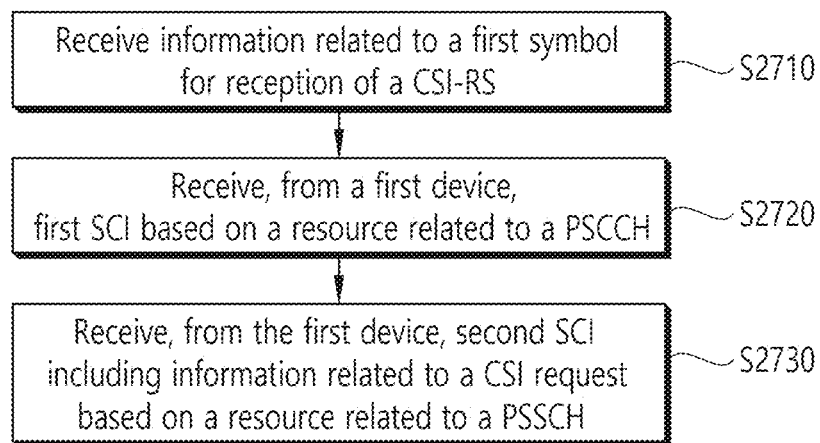 Receive information related to a first symbol
for reception of a CSI-RS
S2710
Receive, from a first device,
first SCI based on a resource related to a PSCCH
S2720
Receive, from the first device, second SCI
including information related to a CSI request
based on a resource related to a PSSCH
S2730